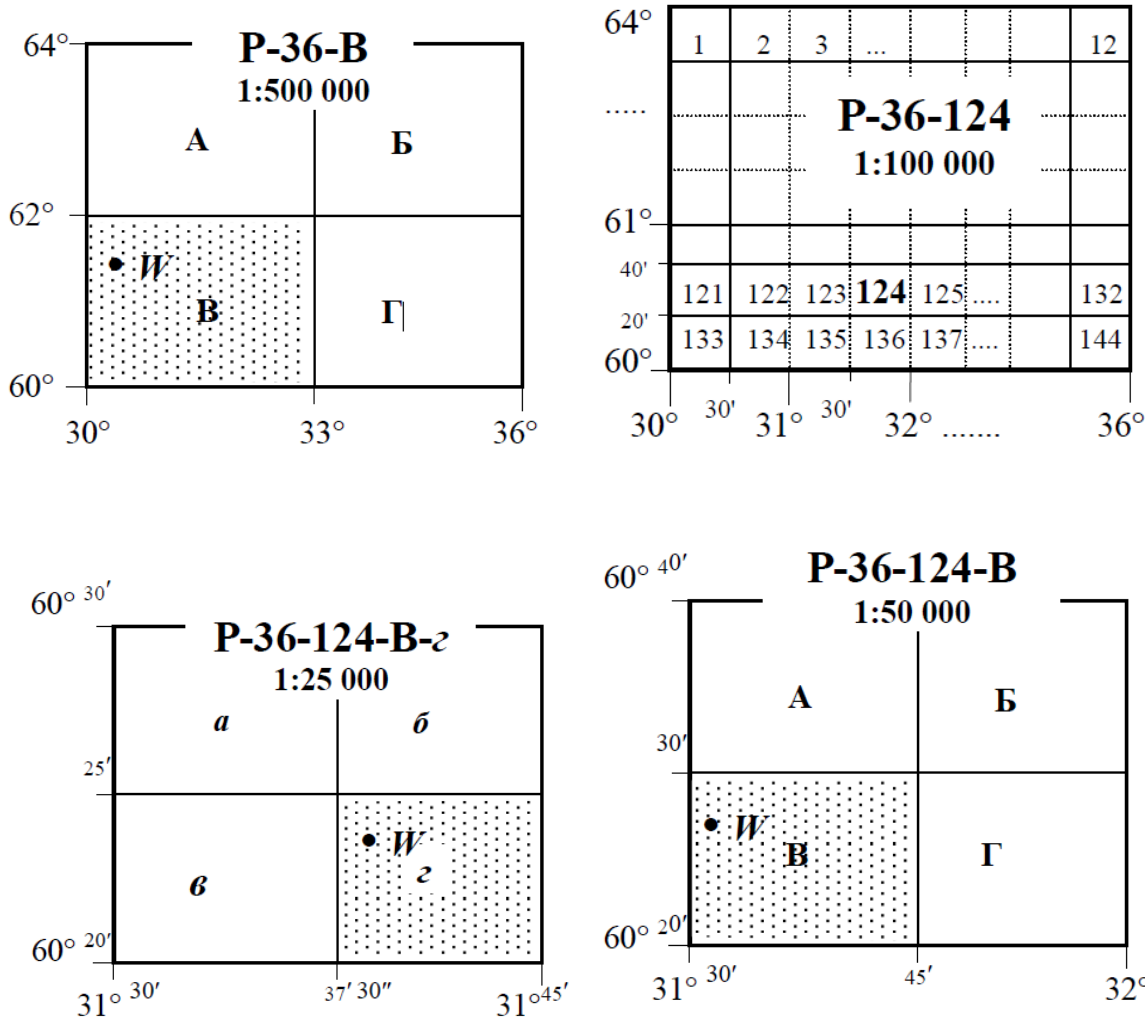 64°
P-36-В
1:500 000
А
Б
62°
W
В
Г
60°
30° 33° 36°
64°
1 2 3 ... 12
.....
P-36-124
1:100 000
61°
40'
121 122 123 124 125 .... 132
20'
133 134 135 136 137 .... 144
60°
30° 30' 31° 30' 32° ....... 36°
60° 30′
P-36-124-В-г
1:25 000
а б
25′
W
в г
60° 20′
31° 30′ 37′ 30″ 31° 45′
60° 40′
P-36-124-В
1:50 000
А Б
30′
W
В Г
60° 20′
31° 30′ 45′ 32°